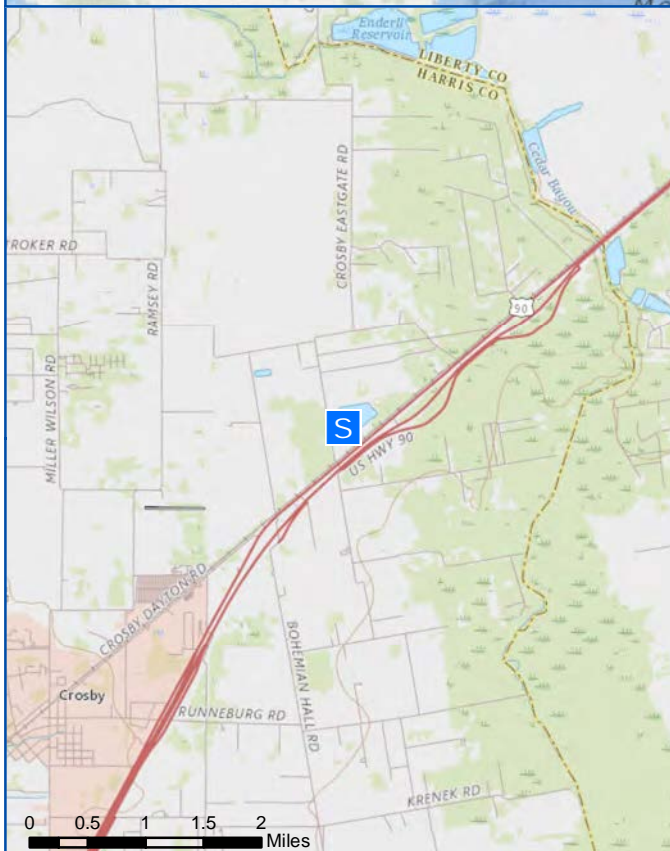 Enderli
Reservoir
LIBERTY CO
HARRIS CO
Cedar Bayou
CROSBY EASTGATE RD
ROKER RD
RAMSEY RD
90
MILLER WILSON RD
S
US HWY 90
CROSBY DAYTON RD
BOHEMIAN HALL RD
Crosby
RUNNEBURG RD
KRENEK RD
0 0.5 1 1.5 2
Miles